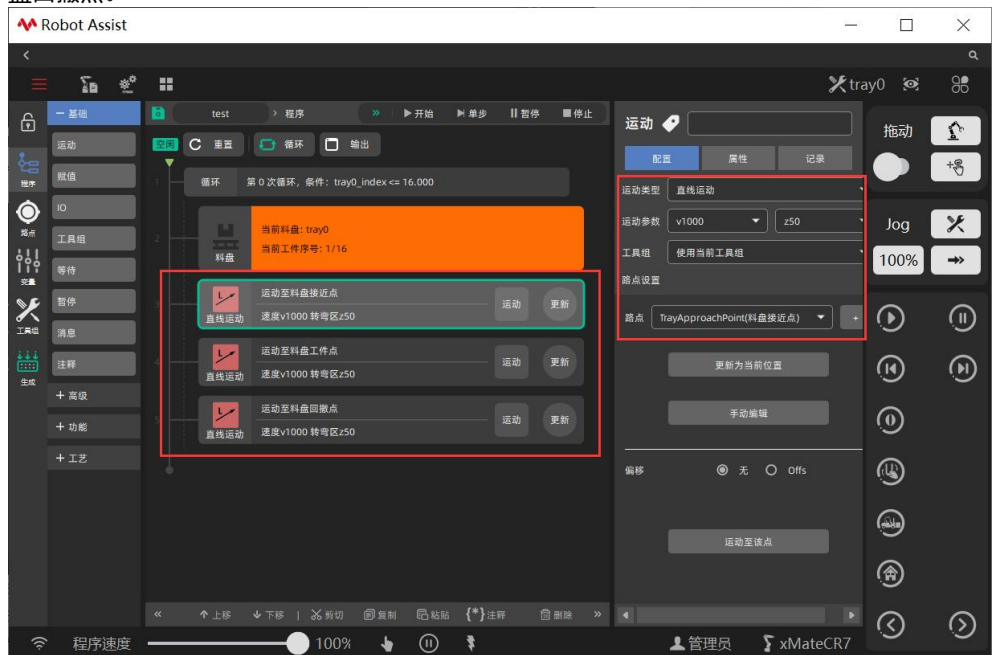 Robot Assist
tray0
基础
test > 程序 » 开始 单步 暂停 停止
空闲 重置 循环 输出
运动
赋值
IO
工具组
等待
暂停
消息
注释
+ 高级
+ 功能
+ 工艺
程序
路点
变量
工具组
生成
1 循环 第 0 次循环，条件：tray0_index <= 16.000
2 料盘 当前料盘: tray0
当前工件序号: 1/16
3 直线运动 运动至料盘接近点
速度v1000 转弯区z50
运动 更新
4 直线运动 运动至料盘工件点
速度v1000 转弯区z50
运动 更新
5 直线运动 运动至料盘回撤点
速度v1000 转弯区z50
运动 更新
« 上移 下移 | 剪切 复制 粘贴 {*}注释 删除 »
运动
配置 属性 记录
运动类型 直线运动
运动参数 v1000 z50
工具组 使用当前工具组
路点设置
路点 TrayApproachPoint(料盘接近点) +
更新为当前位置
手动编辑
偏移 无 Offs
运动至该点
拖动
Jog
100%
程序速度 100% 管理员 xMateCR7